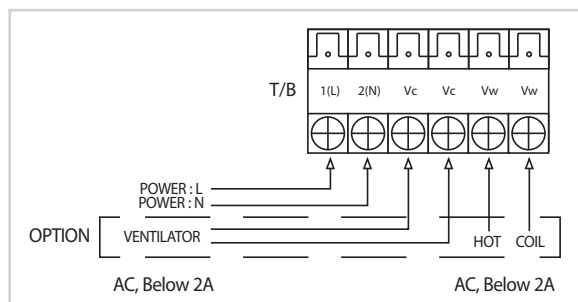 T/B 1(L) 2(N) Vc Vc Vw Vw
POWER : L
POWER : N
OPTION VENTILATOR HOT COIL
AC, Below 2A AC, Below 2A